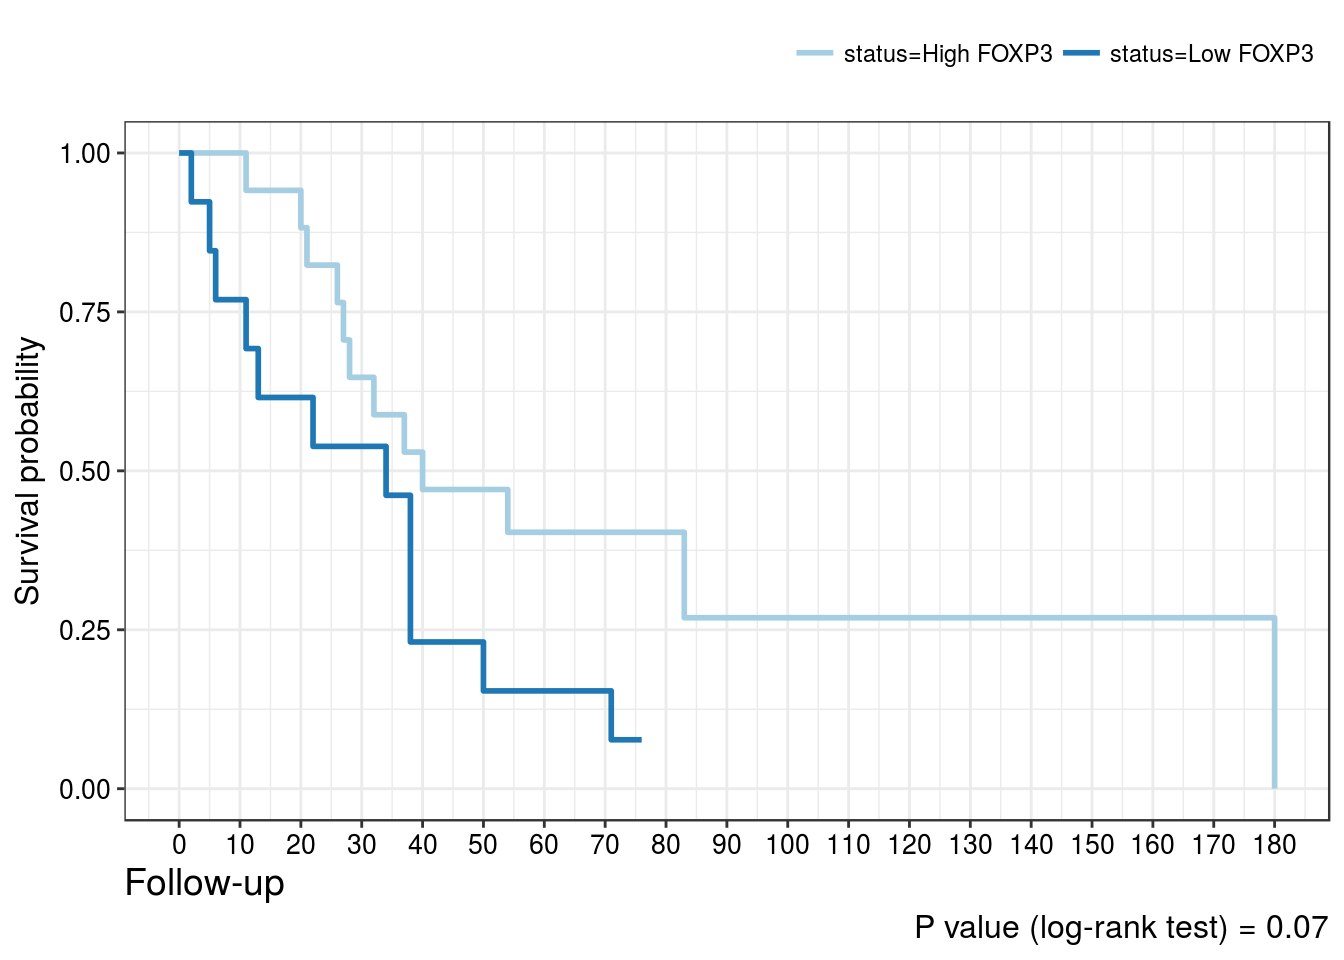 status=High FOXP3 status=Low FOXP3
1.00
0.75
0.50
0.25
0.00
Survival probability
0 10 20 30 40 50 60 70 80 90 100 110 120 130 140 150 160 170 180
Follow-up
P value (log-rank test) = 0.07